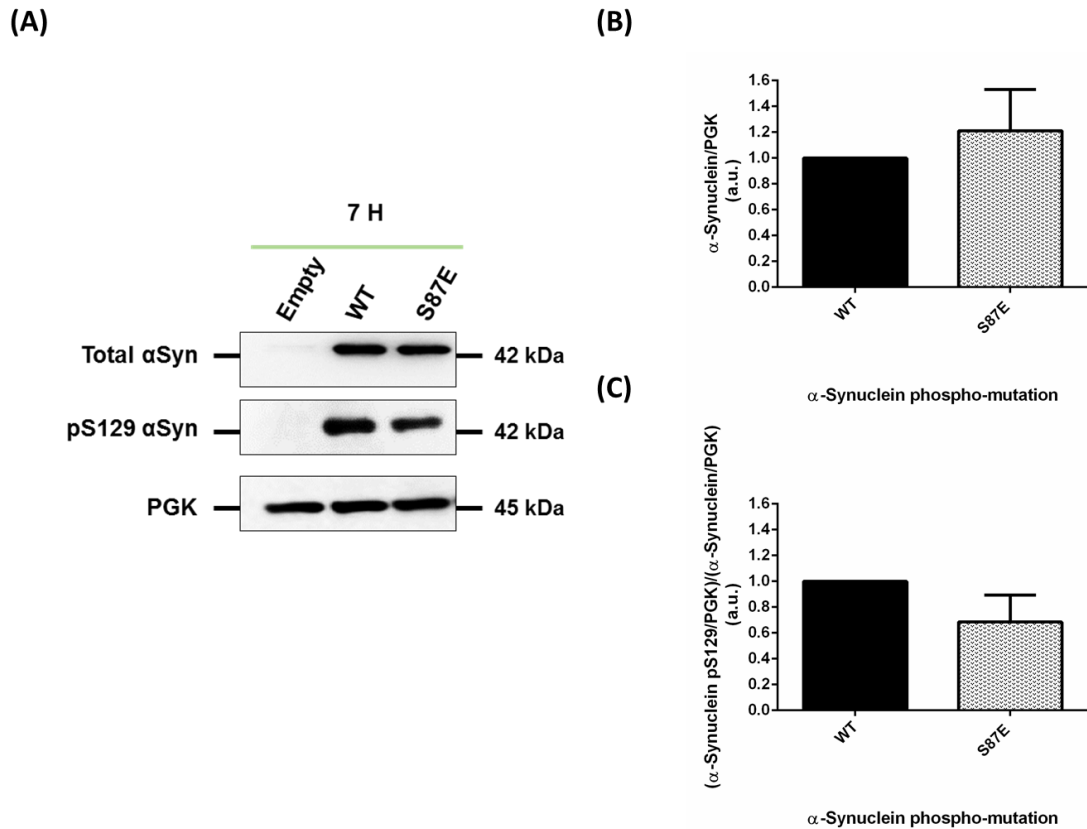 (A)
7 H
Empty
WT
S87E
Total αSyn
42 kDa
pS129 αSyn
42 kDa
PGK
45 kDa
(B)
α-Synuclein/PGK
(a.u.)
1.6
1.4
1.2
1.0
0.8
0.6
0.4
0.2
0.0
WT
S87E
α-Synuclein phospho-mutation
(C)
(α-Synuclein pS129/PGK)/(α-Synuclein/PGK)
(a.u.)
1.6
1.4
1.2
1.0
0.8
0.6
0.4
0.2
0.0
WT
S87E
α-Synuclein phospho-mutation